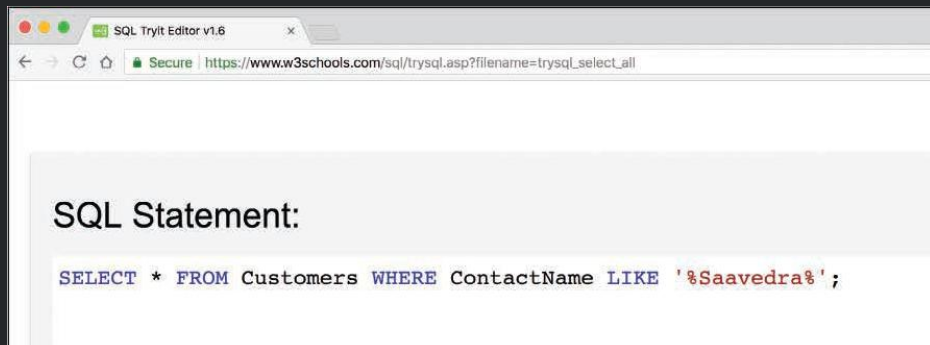 SQL Tryit Editor v1.6
Secure https://www.w3schools.com/sql/trysql.asp?filename=trysql_select_all
SQL Statement:
SELECT * FROM Customers WHERE ContactName LIKE '%Saavedra%';